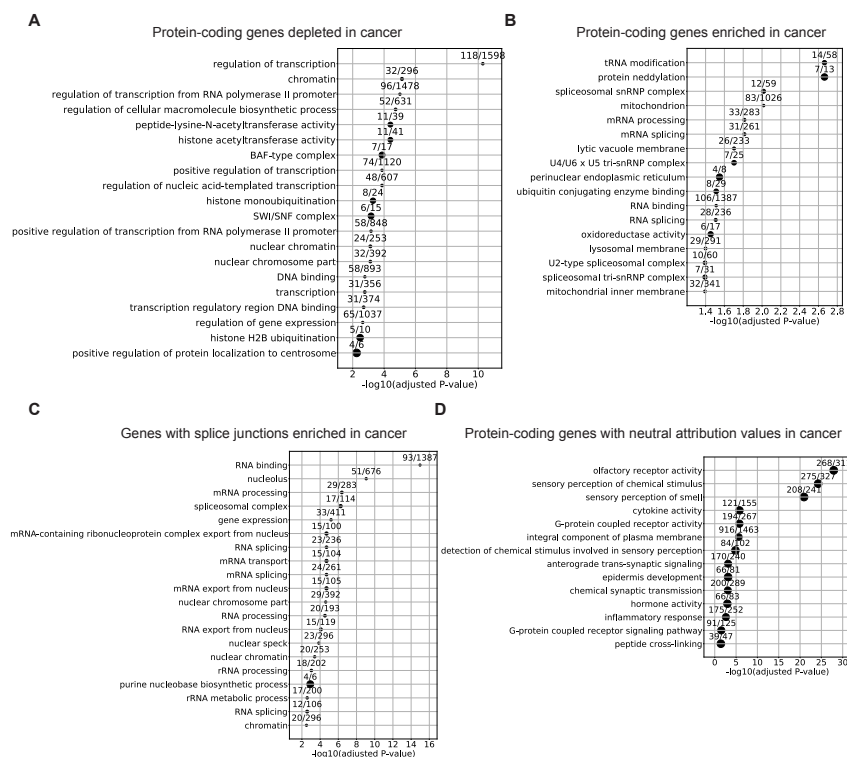 A
Protein-coding genes depleted in cancer
regulation of transcription 118/1598
chromatin 32/296
regulation of transcription from RNA polymerase II promoter 96/1478
regulation of cellular macromolecule biosynthetic process 52/631
peptide-lysine-N-acetyltransferase activity 11/39
histone acetyltransferase activity 11/41
BAF-type complex 7/17
positive regulation of transcription 74/1120
regulation of nucleic acid-templated transcription 48/607
histone monoubiquitination 8/24
SWI/SNF complex 6/15
positive regulation of transcription from RNA polymerase II promoter 58/848
nuclear chromatin 24/253
nuclear chromosome part 32/392
DNA binding 58/893
transcription 31/356
transcription regulatory region DNA binding 31/374
regulation of gene expression 65/1037
histone H2B ubiquitination 5/10
positive regulation of protein localization to centrosome 4/6
2 4 6 8 10
-log10(adjusted P-value)
B
Protein-coding genes enriched in cancer
tRNA modification 14/58
protein neddylation 7/13
spliceosomal snRNP complex 12/59
mitochondrion 83/1026
mRNA processing 33/283
mRNA splicing 31/261
lytic vacuole membrane 26/233
U4/U6 x U5 tri-snRNP complex 7/25
perinuclear endoplasmic reticulum 4/8
ubiquitin conjugating enzyme binding 8/29
RNA binding 106/1387
RNA splicing 28/236
oxidoreductase activity 6/17
lysosomal membrane 29/291
U2-type spliceosomal complex 10/60
spliceosomal tri-snRNP complex 7/31
mitochondrial inner membrane 32/341
1.4 1.6 1.8 2.0 2.2 2.4 2.6 2.8
-log10(adjusted P-value)
C
Genes with splice junctions enriched in cancer
RNA binding 93/1387
nucleolus 51/676
mRNA processing 29/283
spliceosomal complex 17/114
gene expression 33/411
mRNA-containing ribonucleoprotein complex export from nucleus 15/100
RNA splicing 23/236
mRNA transport 15/104
mRNA splicing 24/261
mRNA export from nucleus 15/105
nuclear chromosome part 29/392
RNA processing 20/193
RNA export from nucleus 15/119
nuclear speck 23/296
nuclear chromatin 20/253
rRNA processing 18/202
purine nucleobase biosynthetic process 4/6
rRNA metabolic process 17/200
RNA splicing 12/106
chromatin 20/296
2 4 6 8 10 12 14 16
-log10(adjusted P-value)
D
Protein-coding genes with neutral attribution values in cancer
olfactory receptor activity
sensory perception of chemical stimulus 275/327
sensory perception of smell 208/241
cytokine activity 121/155
G-protein coupled receptor activity 194/267
integral component of plasma membrane 916/1463
detection of chemical stimulus involved in sensory perception 84/102
anterograde trans-synaptic signaling 170/240
epidermis development 66/81
chemical synaptic transmission 200/289
hormone activity 66/83
inflammatory response 175/252
G-protein coupled receptor signaling pathway 91/125
peptide cross-linking 39/47
0 5 10 15 20 25 30
-log10(adjusted P-value)